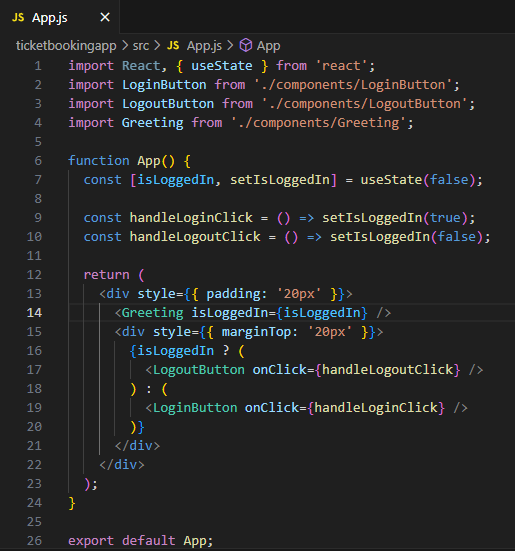 JS App.js ×
ticketbookingapp > src > JS App.js > App
1 import React, { useState } from 'react';
2 import LoginButton from './components/LoginButton';
3 import LogoutButton from './components/LogoutButton';
4 import Greeting from './components/Greeting';
5
6 function App() {
7   const [isLoggedIn, setIsLoggedIn] = useState(false);
8
9   const handleLoginClick = () => setIsLoggedIn(true);
10   const handleLogoutClick = () => setIsLoggedIn(false);
11
12   return (
13     <div style={{ padding: '20px' }}>
14       <Greeting isLoggedIn={isLoggedIn} />
15       <div style={{ marginTop: '20px' }}>
16         {isLoggedIn ? (
17           <LogoutButton onClick={handleLogoutClick} />
18         ) : (
19           <LoginButton onClick={handleLoginClick} />
20         )}
21       </div>
22     </div>
23   );
24 }
25
26 export default App;